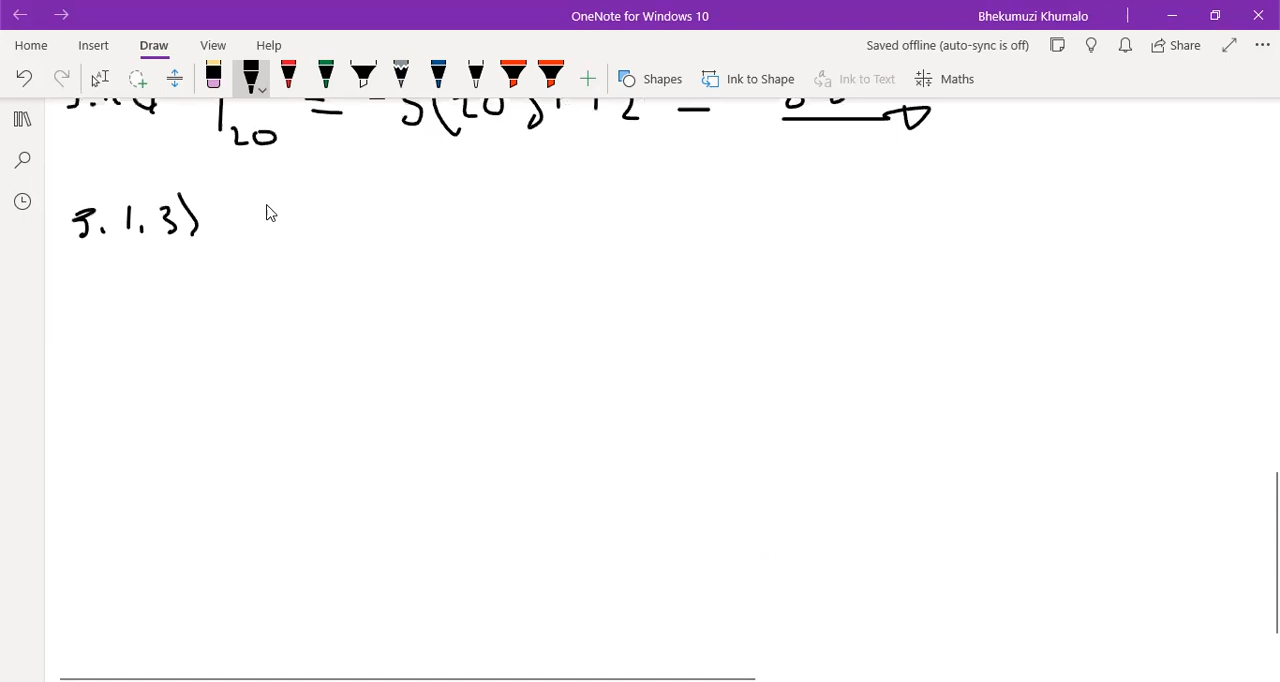 OneNote for Windows 10
Bhekumuzi Khumalo
Home Insert Draw View Help
Saved offline (auto-sync is off) Share
Shapes Ink to Shape Ink to Text Maths
20
5.1.3)